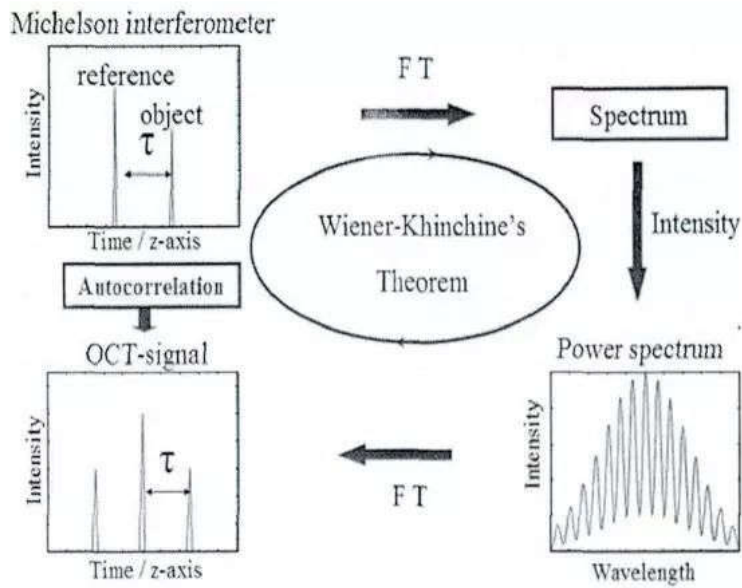 Michelson interferometer
reference
object
τ
Intensity
Time / z-axis
F T
Spectrum
Intensity
Wiener-Khinchine's
Theorem
Autocorrelation
OCT-signal
τ
Intensity
Time / z-axis
F T
Power spectrum
Intensity
Wavelength